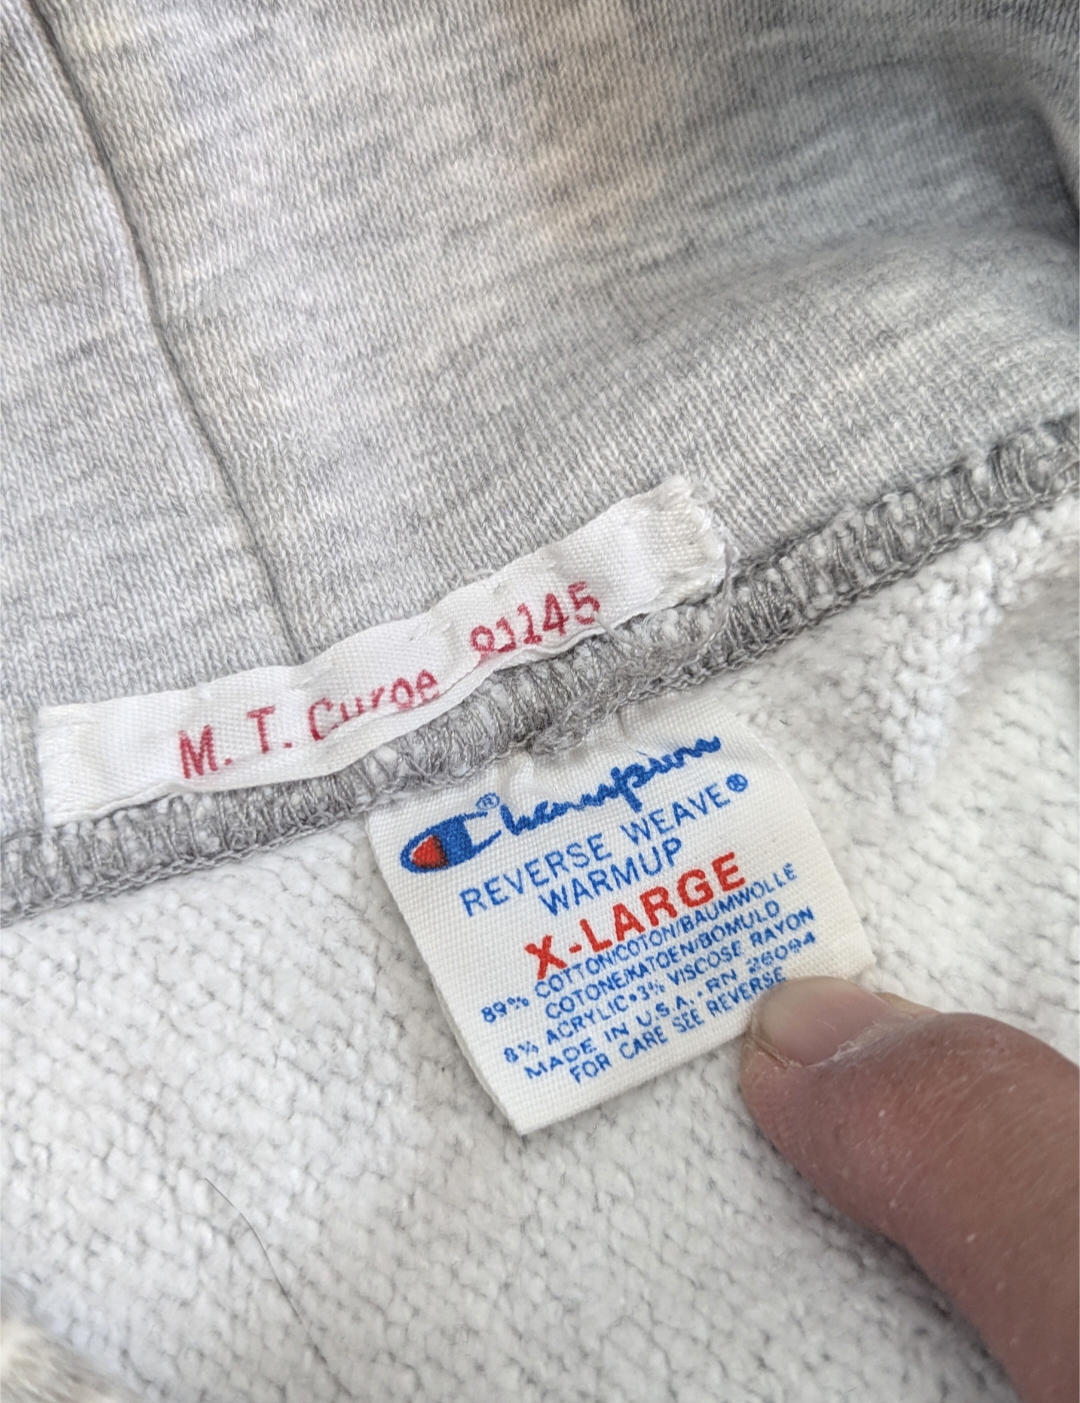 M. T. Curoe 91145
Champion®
REVERSE WEAVE®
WARMUP
X-LARGE
89% COTTON/COTON/BAUMWOLLE
COTONE/KATOEN/BOMULD
8% ACRYLIC•3% VISCOSE RAYON
MADE IN U.S.A.•RN 26094
FOR CARE SEE REVERSE